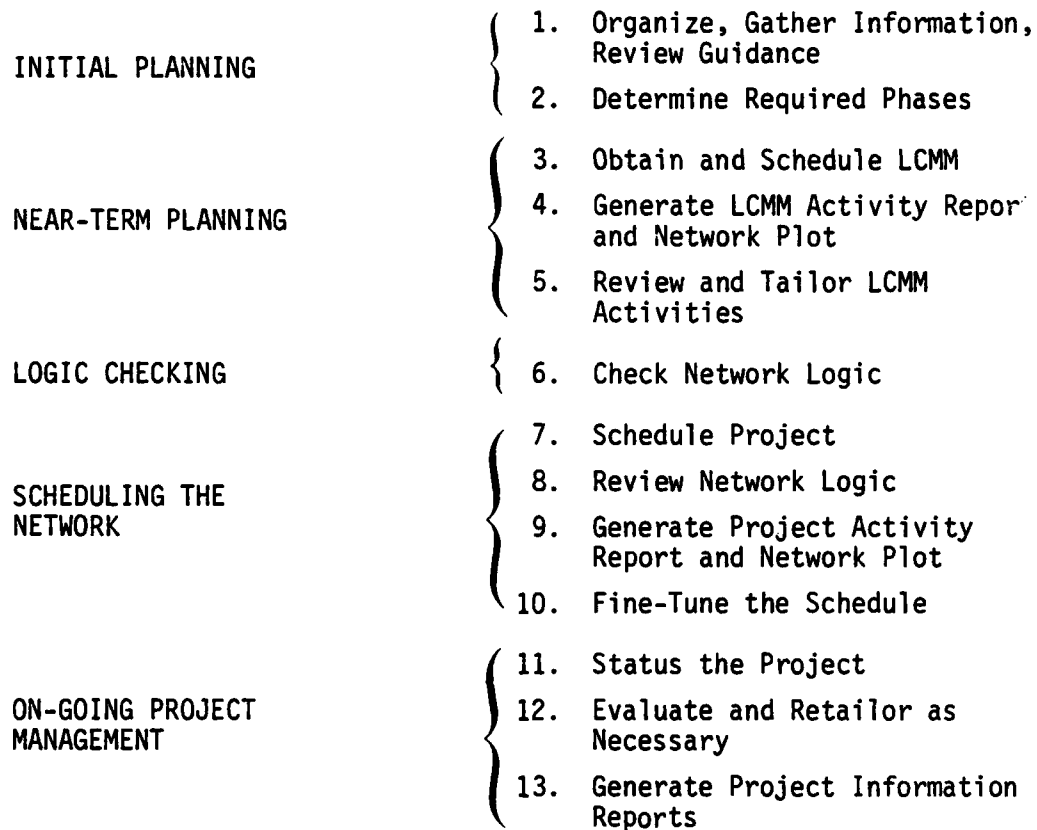 INITIAL PLANNING
1. Organize, Gather Information,
Review Guidance
2. Determine Required Phases
NEAR-TERM PLANNING
3. Obtain and Schedule LCMM
4. Generate LCMM Activity Repor
and Network Plot
5. Review and Tailor LCMM
Activities
LOGIC CHECKING
6. Check Network Logic
SCHEDULING THE
NETWORK
7. Schedule Project
8. Review Network Logic
9. Generate Project Activity
Report and Network Plot
10. Fine-Tune the Schedule
ON-GOING PROJECT
MANAGEMENT
11. Status the Project
12. Evaluate and Retailor as
Necessary
13. Generate Project Information
Reports